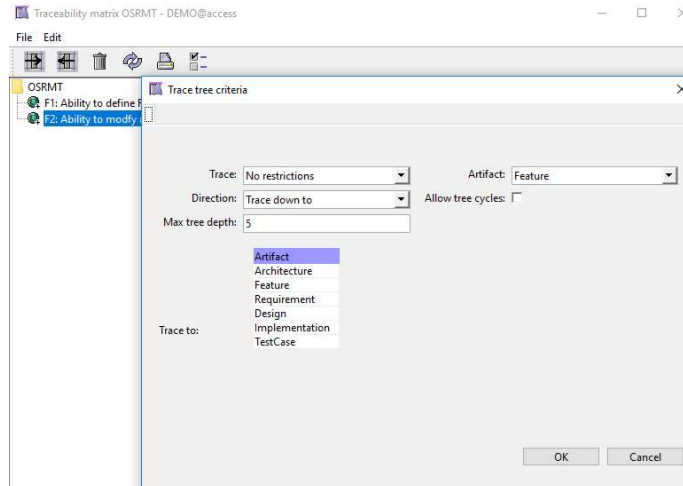 Traceability matrix OSRMT - DEMO@access
File Edit
OSRMT
F1: Ability to define
F2: Ability to modfy
Trace tree criteria
Trace: No restrictions
Artifact: Feature
Direction: Trace down to
Allow tree cycles:
Max tree depth: 5
Artifact
Architecture
Feature
Requirement
Design
Implementation
TestCase
Trace to:
OK Cancel